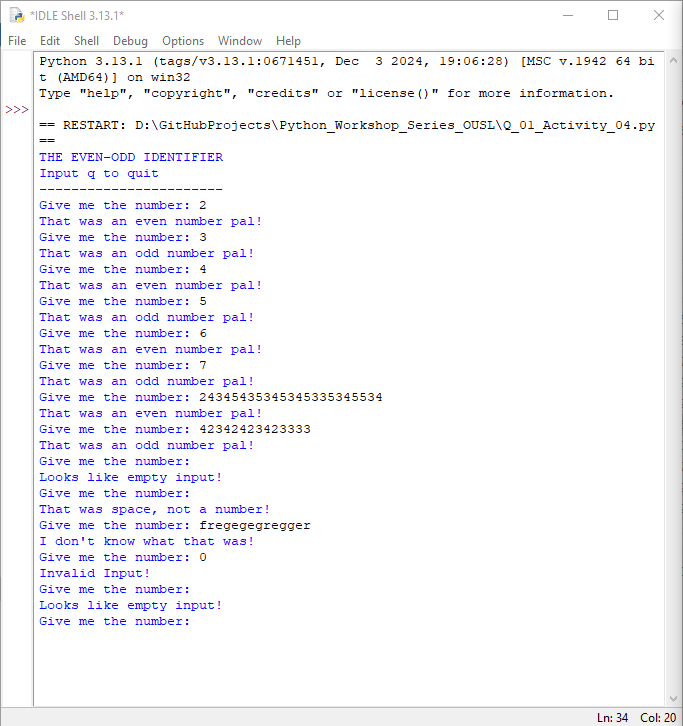 *IDLE Shell 3.13.1*
File Edit Shell Debug Options Window Help
Python 3.13.1 (tags/v3.13.1:0671451, Dec  3 2024, 19:06:28) [MSC v.1942 64 bi
t (AMD64)] on win32
Type "help", "copyright", "credits" or "license()" for more information.
>>>
== RESTART: D:\GitHubProjects\Python_Workshop_Series_OUSL\Q_01_Activity_04.py
==
THE EVEN-ODD IDENTIFIER
Input q to quit
-----------------------
Give me the number: 2
That was an even number pal!
Give me the number: 3
That was an odd number pal!
Give me the number: 4
That was an even number pal!
Give me the number: 5
That was an odd number pal!
Give me the number: 6
That was an even number pal!
Give me the number: 7
That was an odd number pal!
Give me the number: 24345435345345335345534
That was an even number pal!
Give me the number: 42342423423333
That was an odd number pal!
Give me the number:
Looks like empty input!
Give me the number:
That was space, not a number!
Give me the number: fregegegregger
I don't know what that was!
Give me the number: 0
Invalid Input!
Give me the number:
Looks like empty input!
Give me the number:
Ln: 34 Col: 20